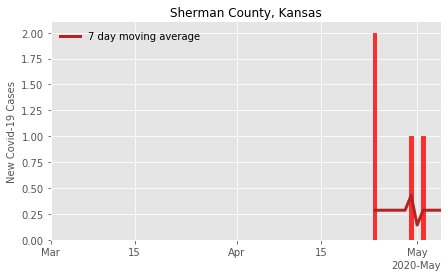 Sherman County, Kansas
7 day moving average
New Covid-19 Cases
2.00
1.75
1.50
1.25
1.00
0.75
0.50
0.25
0.00
Mar 15 Apr 15 May
2020-May